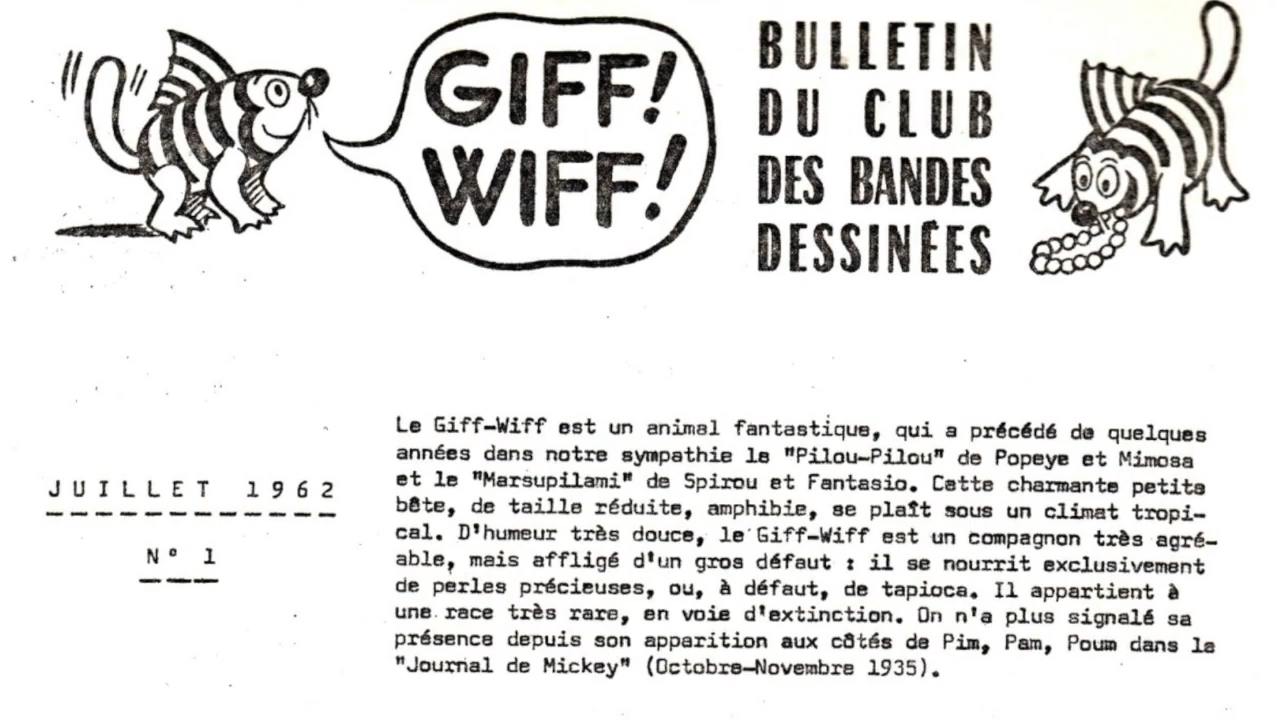 GIFF!
WIFF!
BULLETIN
DU CLUB
DES BANDES
DESSINÉES
JUILLET 1962
N° 1
Le Giff-Wiff est un animal fantastique, qui a précédé de quelques
années dans notre sympathie le "Pilou-Pilou" de Popeye et Mimosa
et le "Marsupilami" de Spirou et Fantasio. Cette charmante petite
bête, de taille réduite, amphibie, se plaît sous un climat tropi-
cal. D'humeur très douce, le Giff-Wiff est un compagnon très agré-
able, mais affligé d'un gros défaut : il se nourrit exclusivement
de perles précieuses, ou, à défaut, de tapioca. Il appartient à
une race très rare, en voie d'extinction. On n'a plus signalé sa
présence depuis son apparition aux côtés de Pim, Pam, Poum dans le
"Journal de Mickey" (Octobre-Novembre 1935).